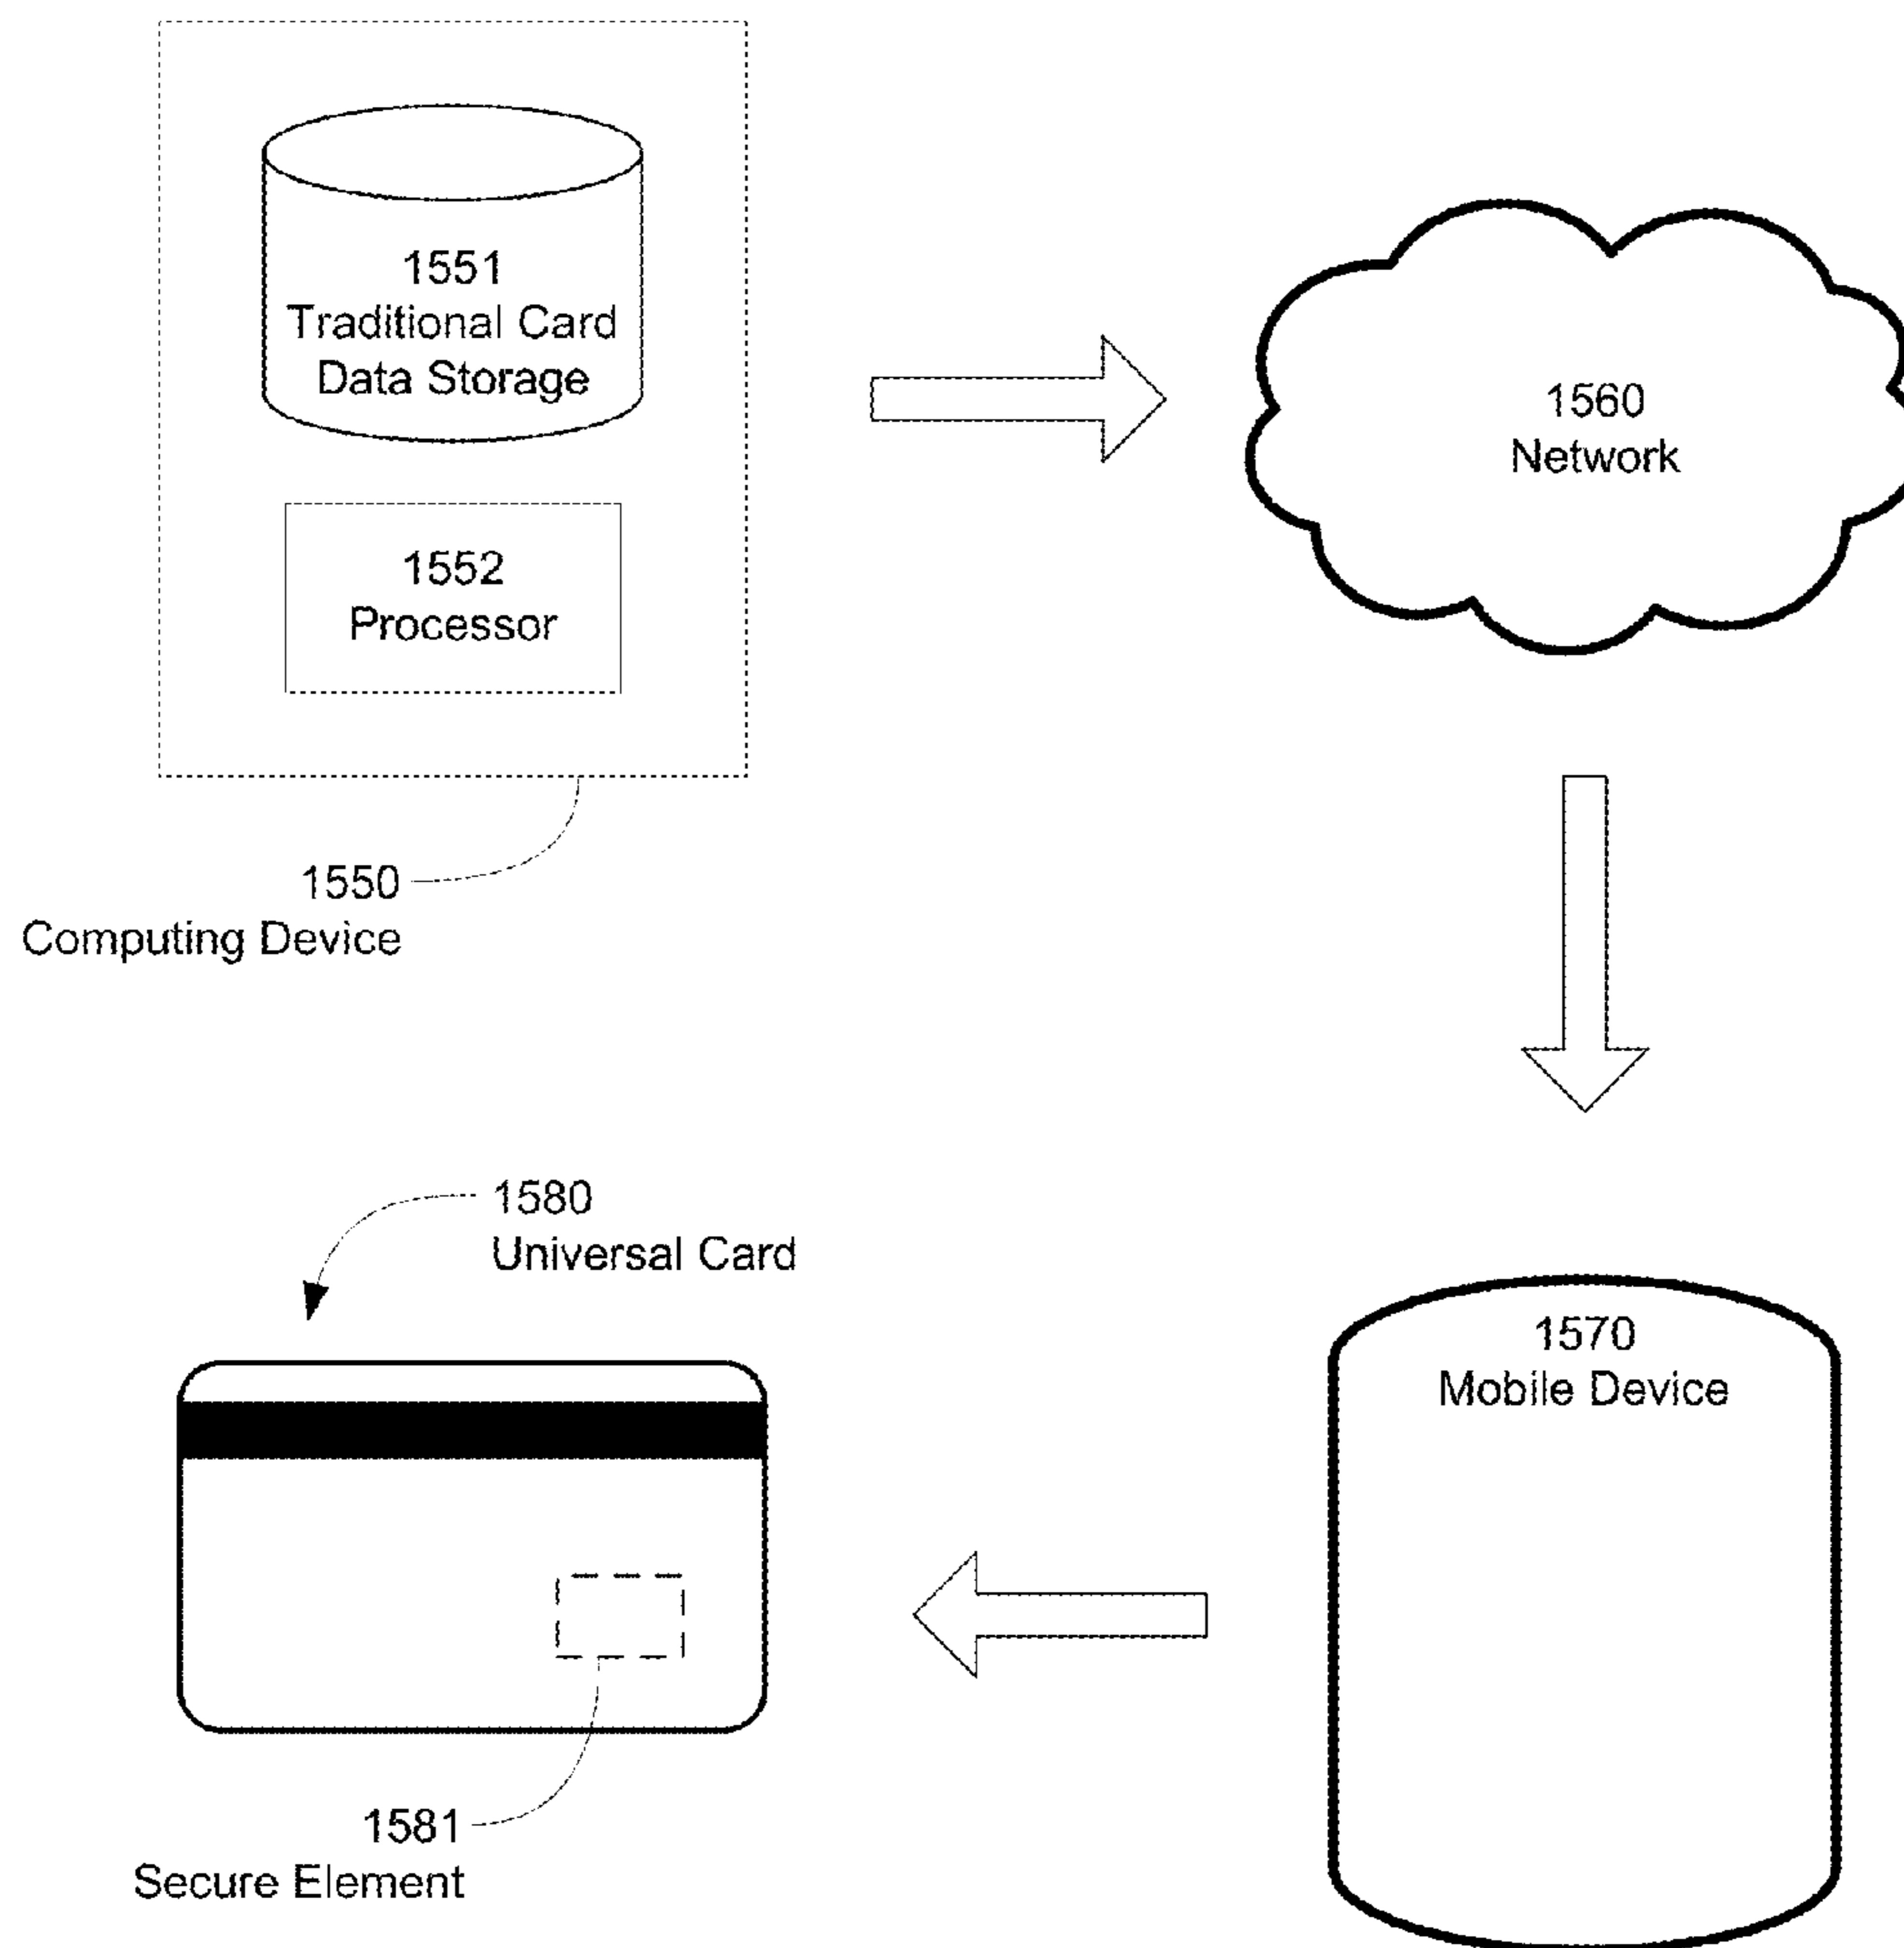 1551
Traditional Card
Data Storage
1552
Processor
1550
Computing Device
1560
Network
1570
Mobile Device
1580
Universal Card
1581
Secure Element